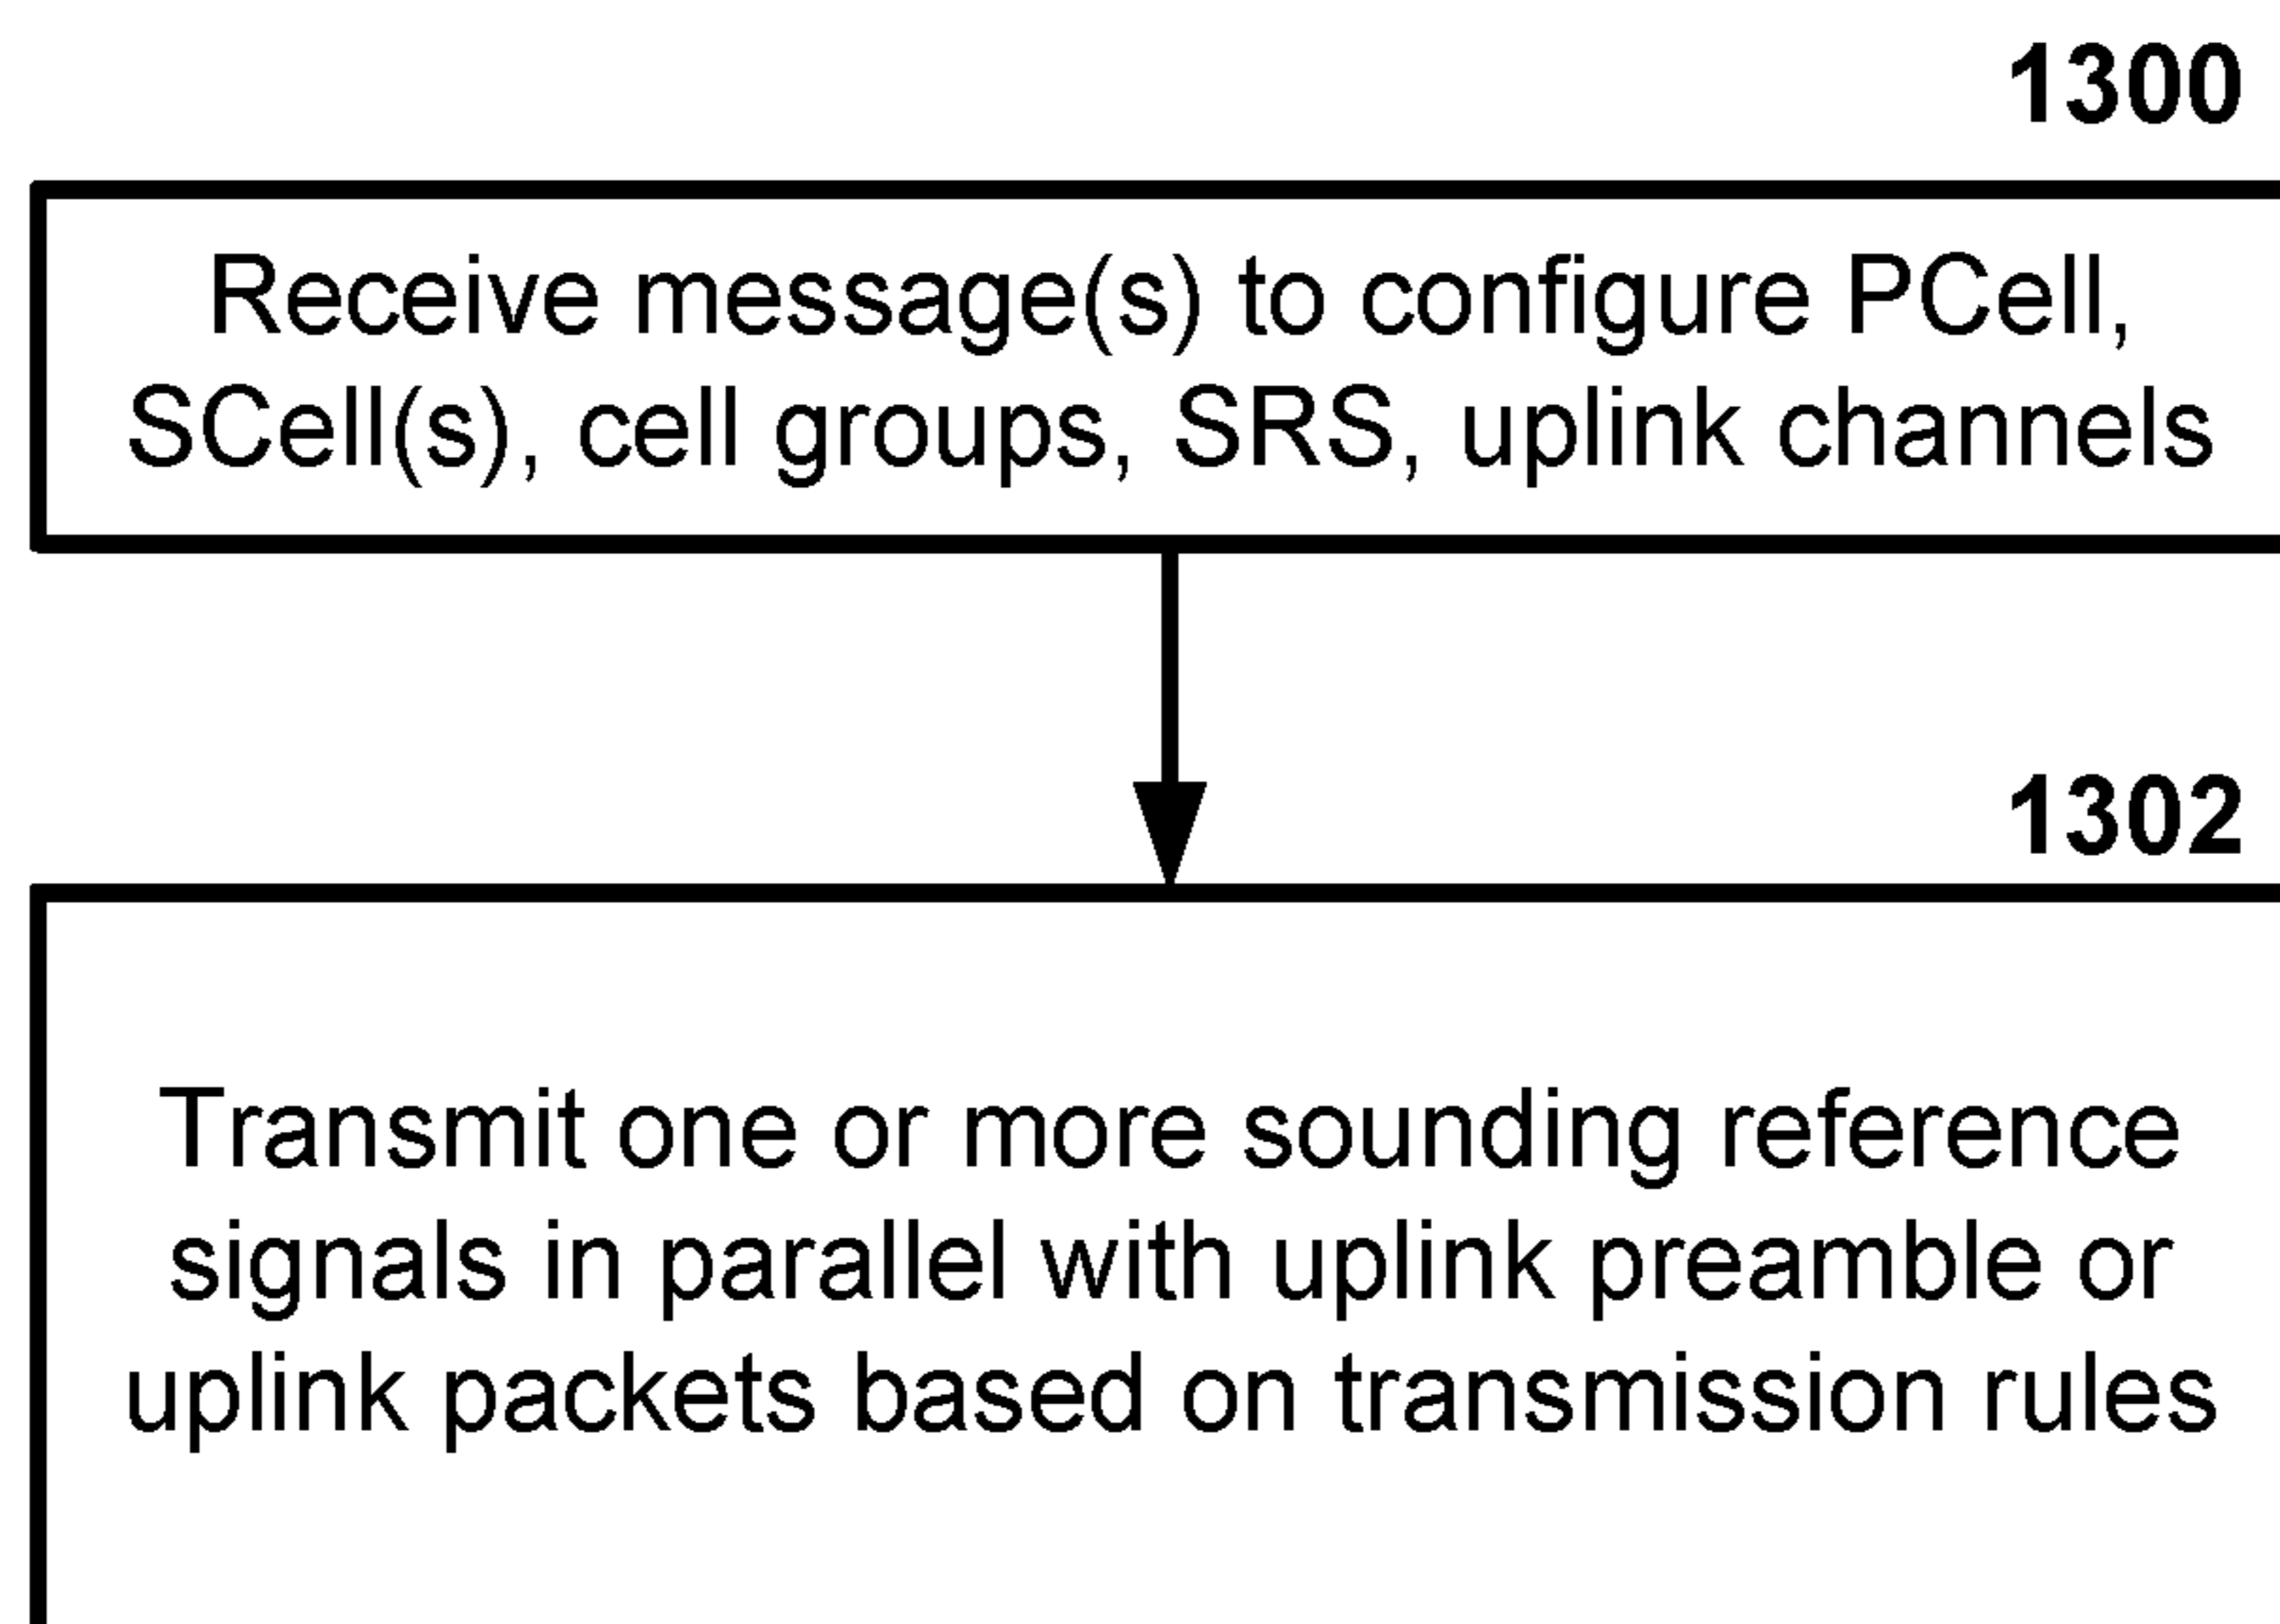 1300
Receive message(s) to configure PCell,
SCell(s), cell groups, SRS, uplink channels
1302
Transmit one or more sounding reference
signals in parallel with uplink preamble or
uplink packets based on transmission rules